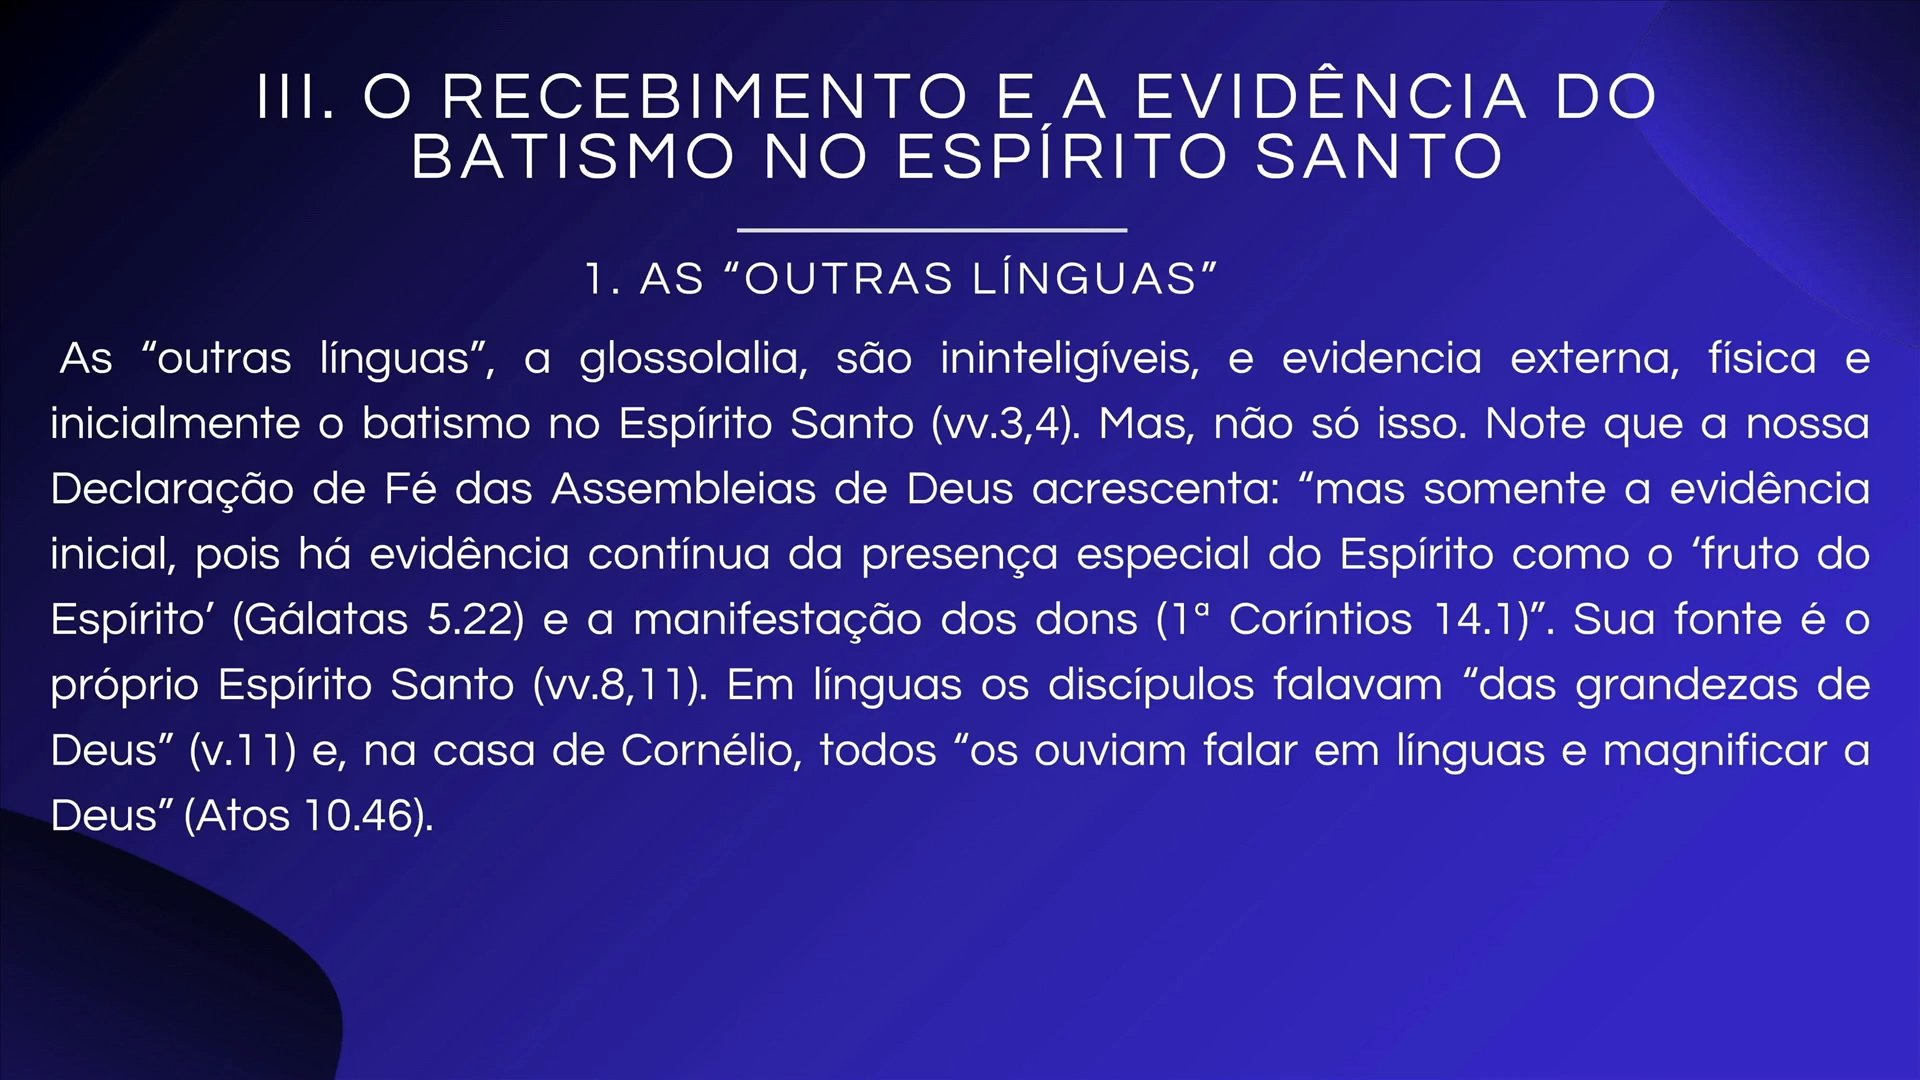 III. O RECEBIMENTO E A EVIDÊNCIA DO
BATISMO NO ESPÍRITO SANTO
1. AS “OUTRAS LÍNGUAS”
As “outras línguas”, a glossolalia, são ininteligíveis, e evidencia externa, física e
inicialmente o batismo no Espírito Santo (vv.3,4). Mas, não só isso. Note que a nossa
Declaração de Fé das Assembleias de Deus acrescenta: “mas somente a evidência
inicial, pois há evidência contínua da presença especial do Espírito como o ‘fruto do
Espírito’ (Gálatas 5.22) e a manifestação dos dons (1ª Coríntios 14.1)”. Sua fonte é o
próprio Espírito Santo (vv.8,11). Em línguas os discípulos falavam “das grandezas de
Deus” (v.11) e, na casa de Cornélio, todos “os ouviam falar em línguas e magnificar a
Deus” (Atos 10.46).